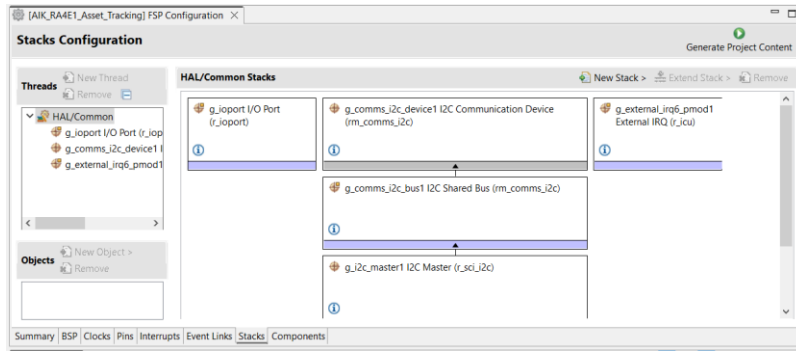 [AIK_RA4E1_Asset_Tracking] FSP Configuration
Stacks Configuration
Generate Project Content
Threads
New Thread
Remove
HAL/Common
g_ioport I/O Port (r_iop
g_comms_i2c_device1 I
g_external_irq6_pmod1
Objects
New Object >
Remove
HAL/Common Stacks
New Stack >
Extend Stack >
Remove
g_ioport I/O Port
(r_ioport)
g_comms_i2c_device1 I2C Communication Device
(rm_comms_i2c)
g_external_irq6_pmod1
External IRQ (r_icu)
g_comms_i2c_bus1 I2C Shared Bus (rm_comms_i2c)
g_i2c_master1 I2C Master (r_sci_i2c)
Summary BSP Clocks Pins Interrupts Event Links Stacks Components